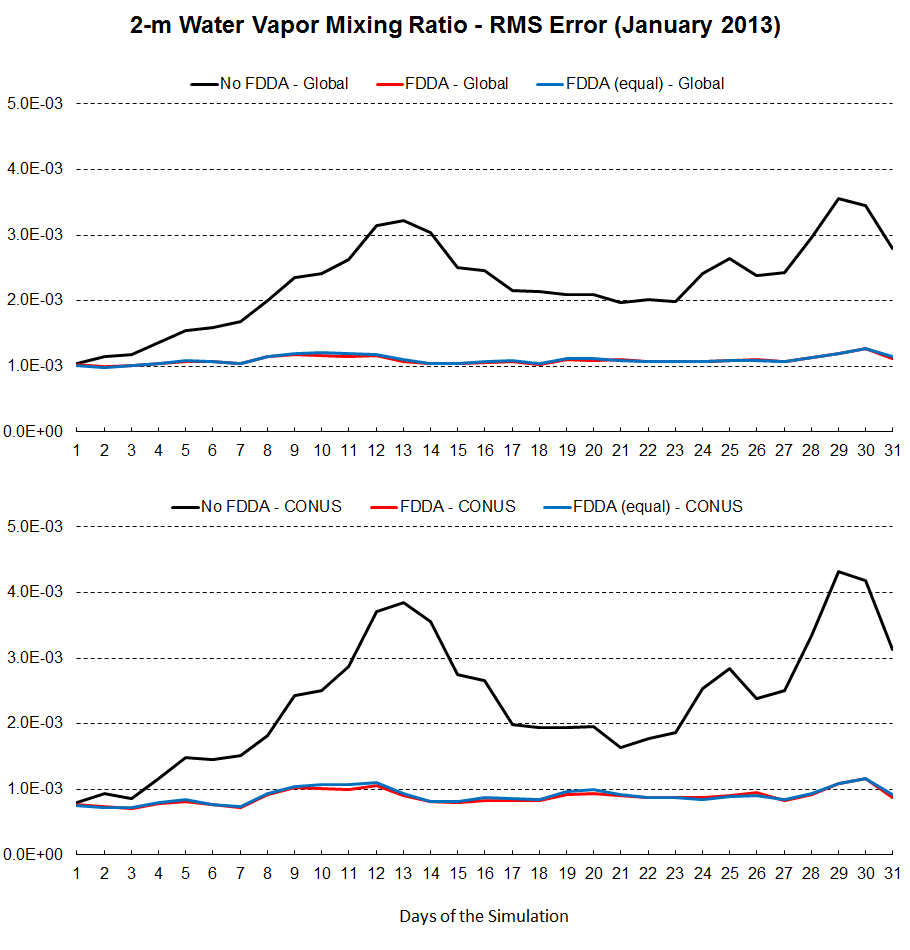 2-m Water Vapor Mixing Ratio - RMS Error (January 2013)
No FDDA - Global FDDA - Global FDDA (equal) - Global
5.0E-03
4.0E-03
3.0E-03
2.0E-03
1.0E-03
0.0E+00
1 2 3 4 5 6 7 8 9 10 11 12 13 14 15 16 17 18 19 20 21 22 23 24 25 26 27 28 29 30 31
No FDDA - CONUS FDDA - CONUS FDDA (equal) - CONUS
5.0E-03
4.0E-03
3.0E-03
2.0E-03
1.0E-03
0.0E+00
1 2 3 4 5 6 7 8 9 10 11 12 13 14 15 16 17 18 19 20 21 22 23 24 25 26 27 28 29 30 31
Days of the Simulation